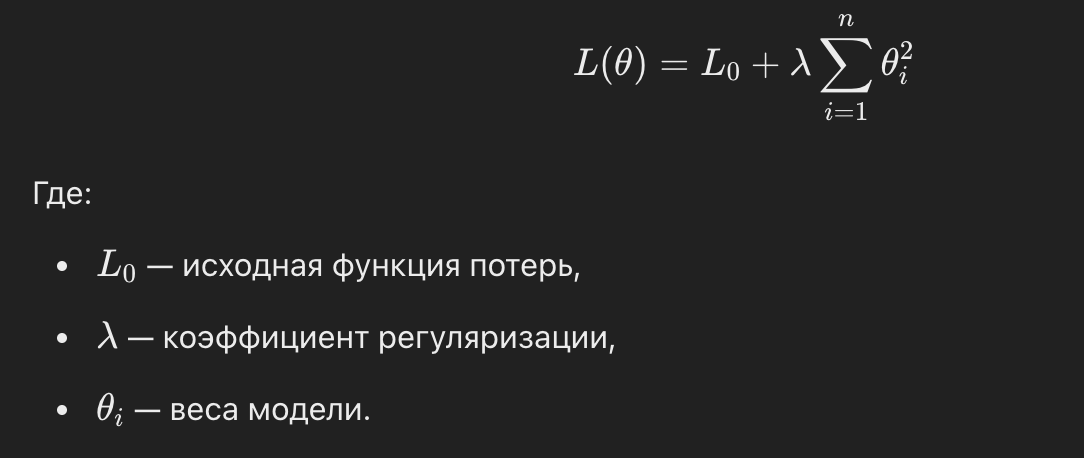 L(θ) = L₀ + λ ∑ᵢ₌₁ⁿ θᵢ²
Где:
• L₀ — исходная функция потерь,
• λ — коэффициент регуляризации,
• θᵢ — веса модели.